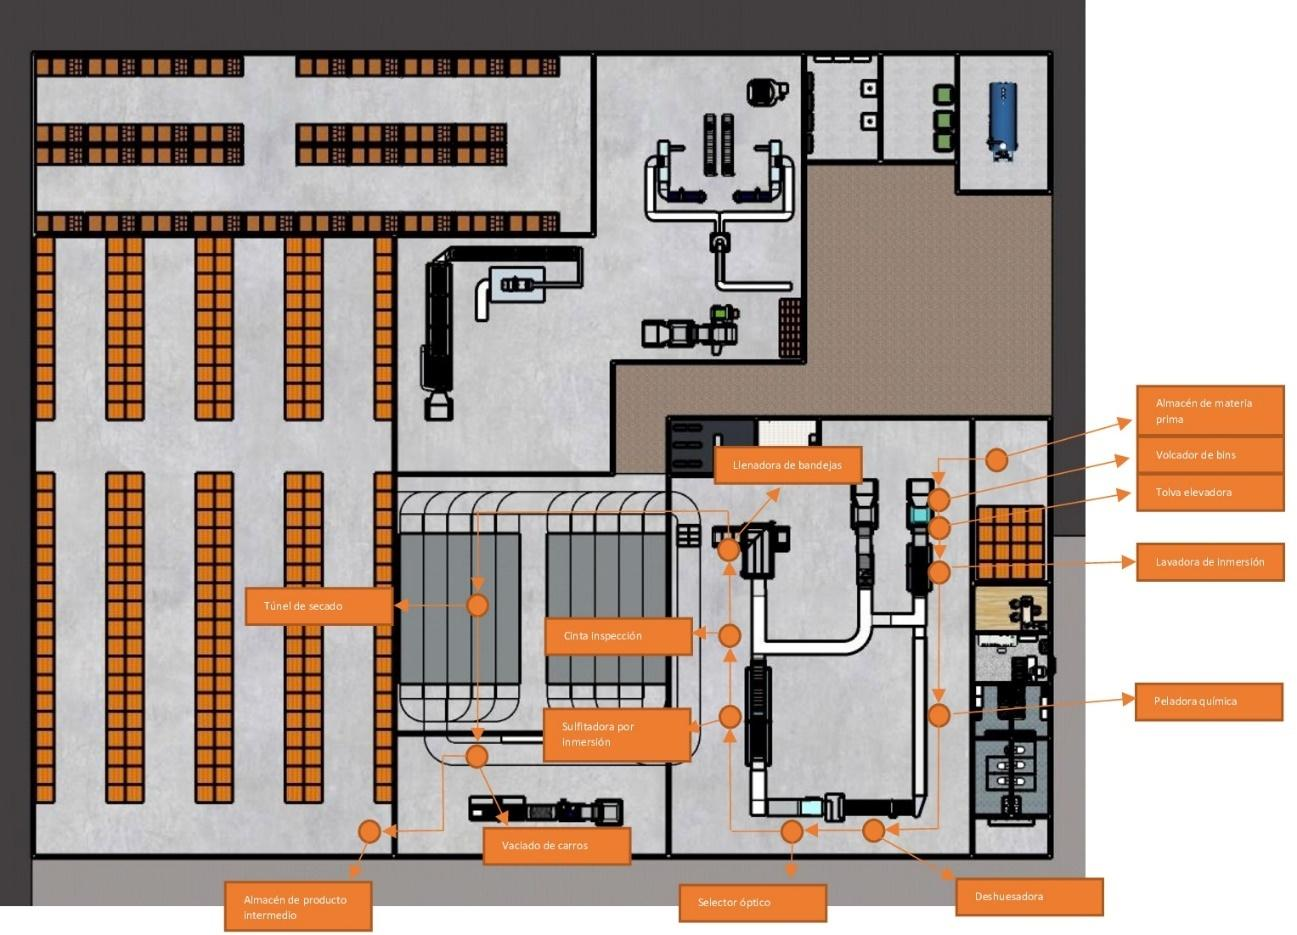 Almacén de materia
prima
Volcador de bins
Llenadora de bandejas
Tolva elevadora
Lavadora de inmersión
Túnel de secado
Cinta inspección
Peladora química
Sulfitadora por
inmersión
Vaciado de carros
Deshuesadora
Almacén de producto
intermedio
Selector óptico